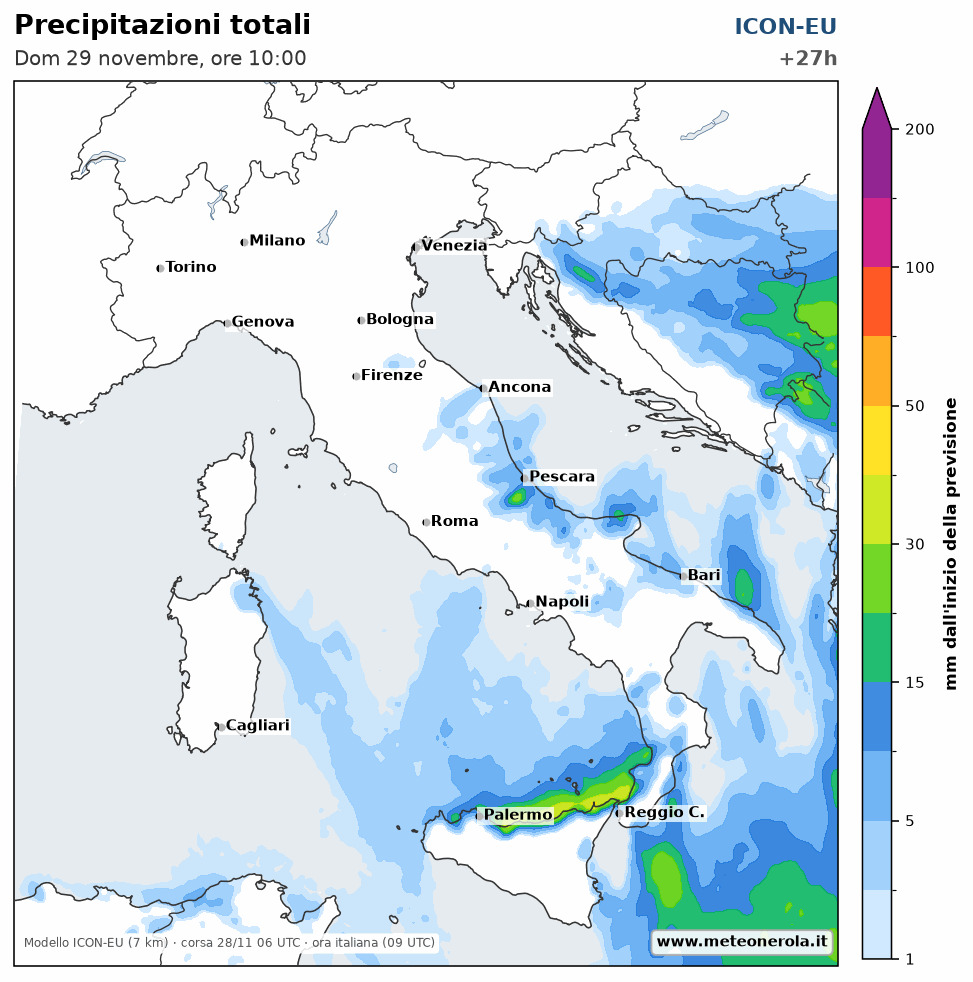 Precipitazioni totali
ICON-EU
Dom 29 novembre, ore 10:00
+27h
200
100
50
30
15
5
1
mm dall'inizio della previsione
Milano
Venezia
Torino
Genova
Bologna
Firenze
Ancona
Pescara
Roma
Bari
Napoli
Cagliari
Palermo
Reggio C.
Modello ICON-EU (7 km) · corsa 28/11 06 UTC · ora italiana (09 UTC)
www.meteonerola.it